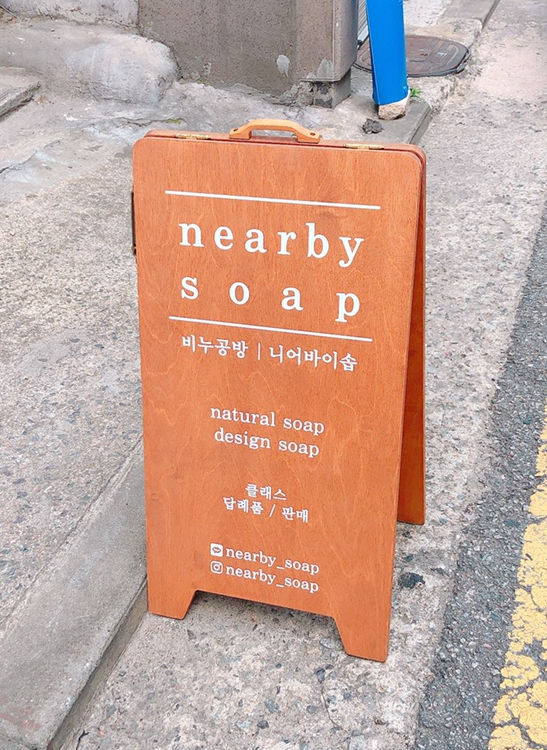 nearby
soap
비누공방 | 니어바이솝
natural soap
design soap
클래스
답례품 / 판매
nearby_soap
nearby_soap